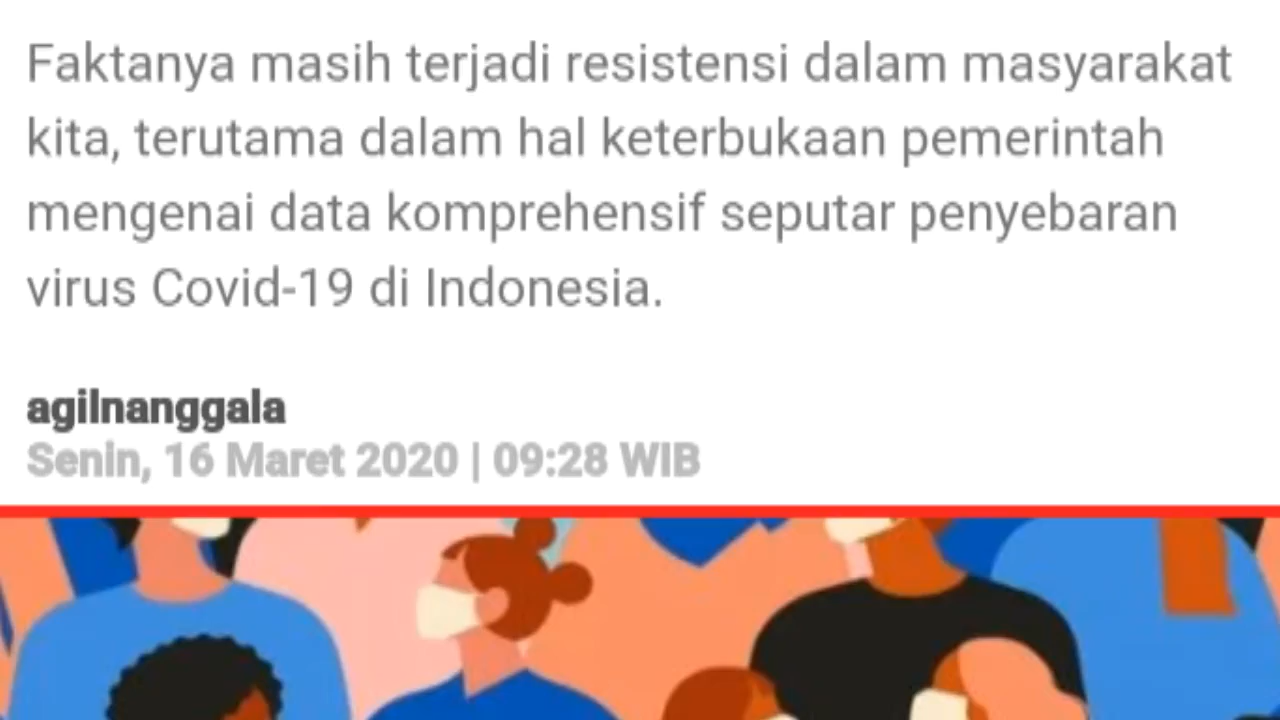 Faktanya masih terjadi resistensi dalam masyarakat
kita, terutama dalam hal keterbukaan pemerintah
mengenai data komprehensif seputar penyebaran
virus Covid-19 di Indonesia.
agilnanggala
Senin, 16 Maret 2020 | 09:28 WIB